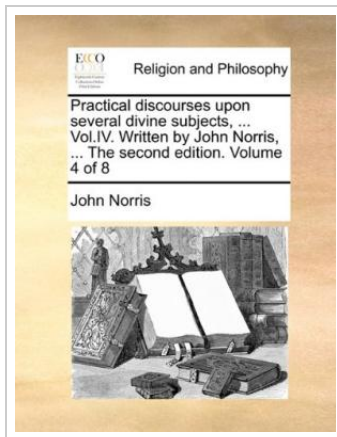 ECCO
Religion and Philosophy
Practical discourses upon
several divine subjects, ...
Vol.IV. Written by John Norris,
... The second edition. Volume
4 of 8
John Norris